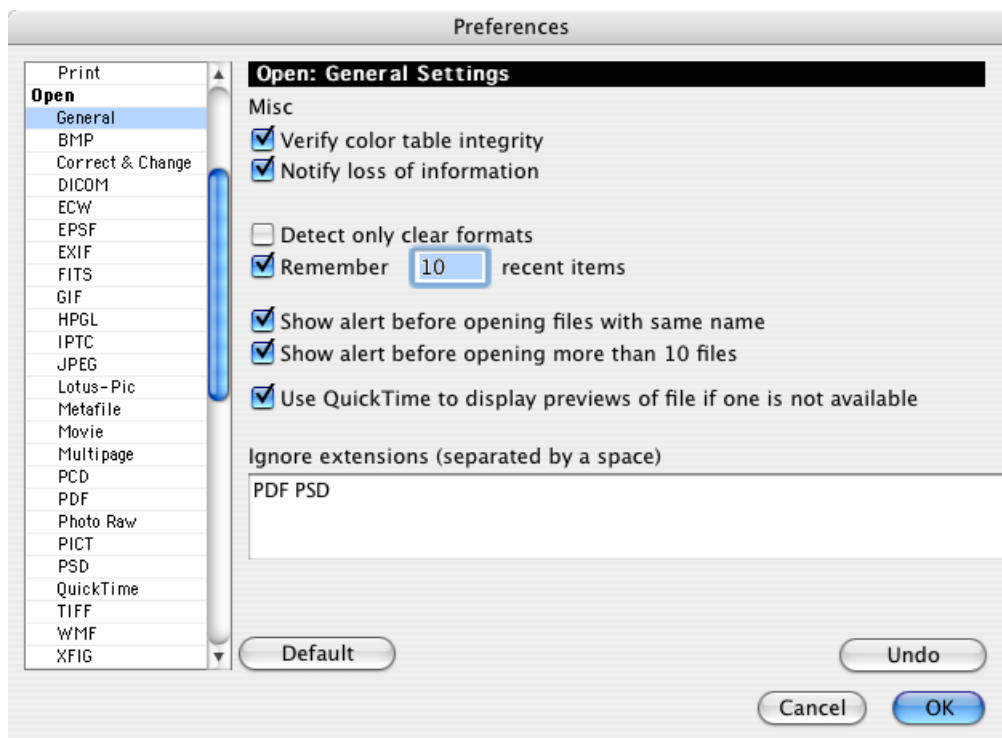 Preferences
Print
Open
General
BMP
Correct & Change
DICOM
ECW
EPSF
EXIF
FITS
GIF
HPGL
IPTC
JPEG
Lotus-Pic
Metafile
Movie
Multipage
PCD
PDF
Photo Raw
PICT
PSD
QuickTime
TIFF
WMF
XFIG
Open: General Settings
Misc
Verify color table integrity
Notify loss of information
Detect only clear formats
Remember 10 recent items
Show alert before opening files with same name
Show alert before opening more than 10 files
Use QuickTime to display previews of file if one is not available
Ignore extensions (separated by a space)
PDF PSD
Default
Undo
Cancel
OK